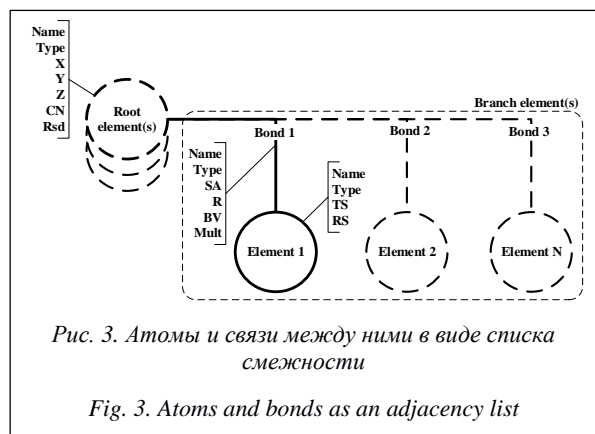 Name
Type
X
Y
Z
CN
Rsd
Root
element(s)
Branch element(s)
Bond 1
Bond 2
Bond 3
Name
Type
SA
R
BV
Mult
Name
Type
TS
RS
Element 1
Element 2
Element N
Рис. 3. Атомы и связи между ними в виде списка
смежности
Fig. 3. Atoms and bonds as an adjacency list